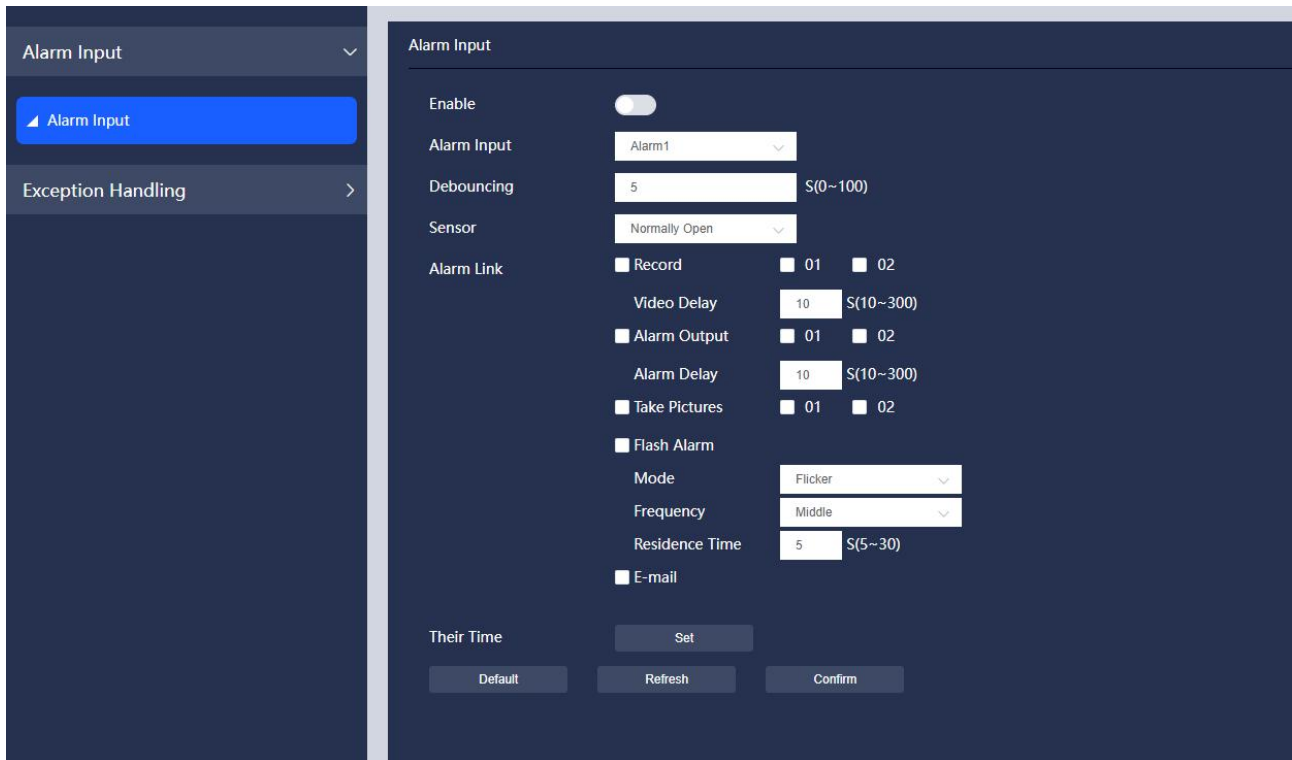 Alarm Input
Alarm Input
Exception Handling
Alarm Input
Enable
Alarm Input Alarm1
Debouncing 5 S(0~100)
Sensor Normally Open
Alarm Link Record 01 02
Video Delay 10 S(10~300)
Alarm Output 01 02
Alarm Delay 10 S(10~300)
Take Pictures 01 02
Flash Alarm
Mode Flicker
Frequency Middle
Residence Time 5 S(5~30)
E-mail
Their Time Set
Default Refresh Confirm